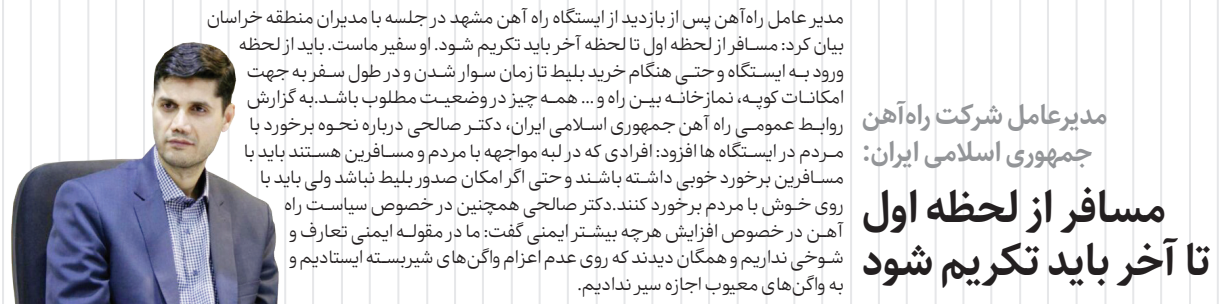 مدیرعامل شرکت راه‌آهن
جمهوری اسلامی ایران:
مسافر از لحظه اول
تا آخر باید تکریم شود
مدیر عامل راه‌آهن پس از بازدید از ایستگاه راه آهن مشهد در جلسه با مدیران منطقه خراسان
بیان کرد: مسافر از لحظه اول تا لحظه آخر باید تکریم شود. او سفیر ماست. باید از لحظه
ورود به ایستگاه و حتی هنگام خرید بلیط تا زمان سوار شدن و در طول سفر به جهت
امکانات کوپه، نمازخانه بین راه و ... همه چیز در وضعیت مطلوب باشد.به گزارش
روابط عمومی راه آهن جمهوری اسلامی ایران، دکتر صالحی درباره نحوه برخورد با
مردم در ایستگاه ها افزود: افرادی که در لبه مواجهه با مردم و مسافرین هستند باید با
مسافرین برخورد خوبی داشته باشند و حتی اگر امکان صدور بلیط نباشد ولی باید با
روی خوش با مردم برخورد کنند.دکتر صالحی همچنین در خصوص سیاست راه
آهن در خصوص افزایش هرچه بیشتر ایمنی گفت: ما در مقوله ایمنی تعارف و
شوخی نداریم و همگان دیدند که روی عدم اعزام واگن‌های شیربسته ایستادیم و
به واگن‌های معیوب اجازه سیر ندادیم.